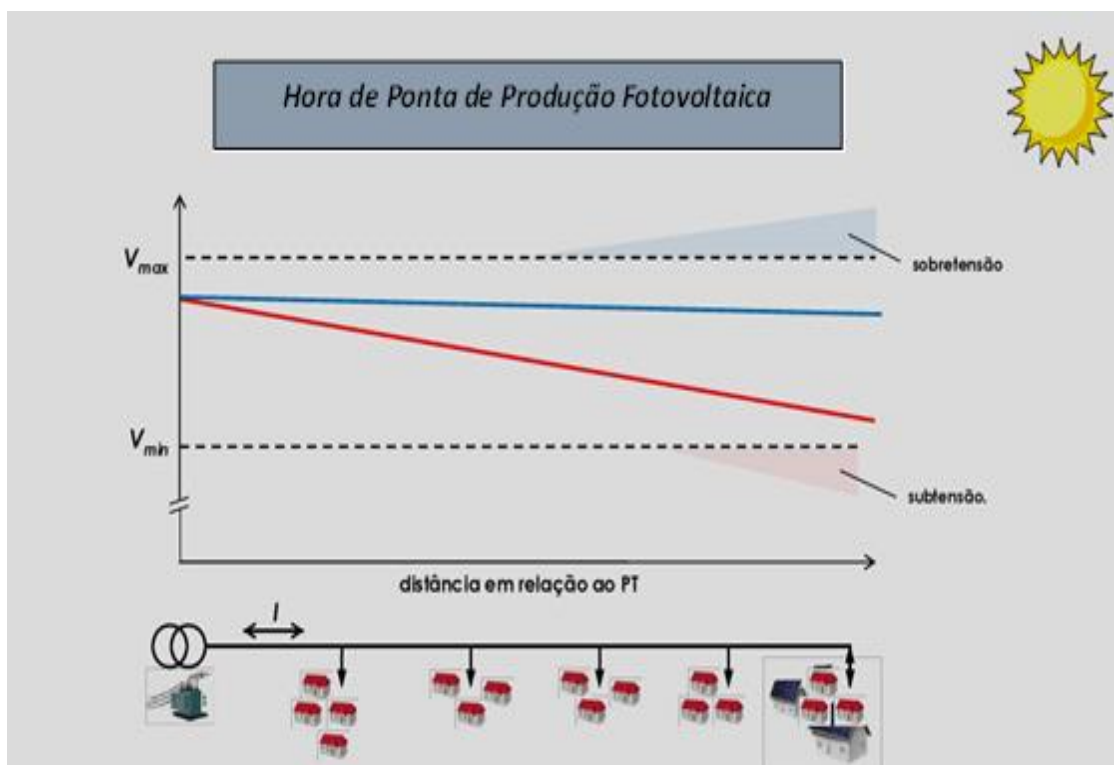 Hora de Ponta de Produção Fotovoltaica
Vmax
sobretensão
Vmin
subtensão.
distância em relação ao PT
I